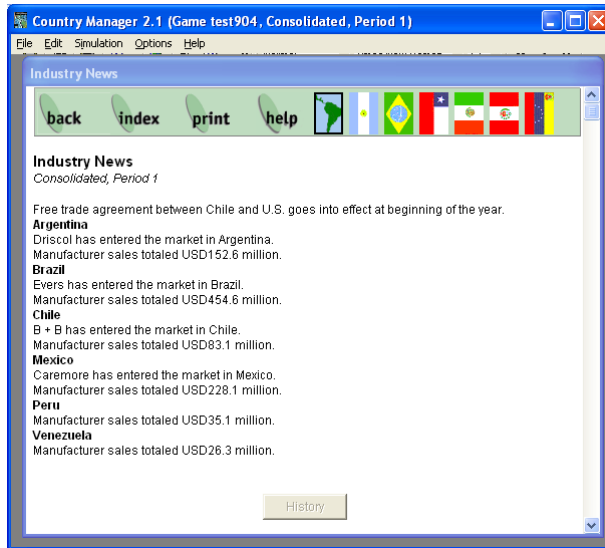 Country Manager 2.1 (Game test904, Consolidated, Period 1)
File Edit Simulation Options Help
Industry News
back index print help
Industry News
Consolidated, Period 1
Free trade agreement between Chile and U.S. goes into effect at beginning of the year.
Argentina
Driscol has entered the market in Argentina.
Manufacturer sales totaled USD152.6 million.
Brazil
Evers has entered the market in Brazil.
Manufacturer sales totaled USD454.6 million.
Chile
B + B has entered the market in Chile.
Manufacturer sales totaled USD83.1 million.
Mexico
Caremore has entered the market in Mexico.
Manufacturer sales totaled USD228.1 million.
Peru
Manufacturer sales totaled USD35.1 million.
Venezuela
Manufacturer sales totaled USD26.3 million.
History